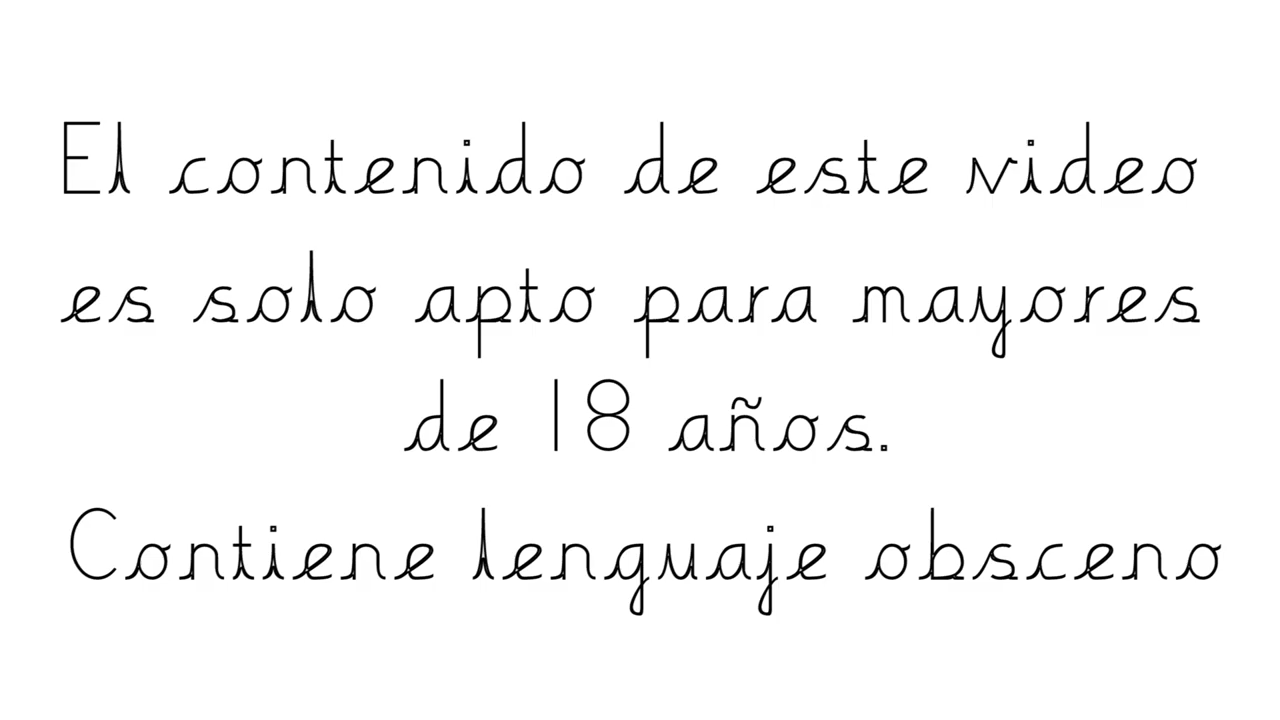 El contenido de este video
es solo apto para mayores
de 18 años.
Contiene lenguaje obsceno